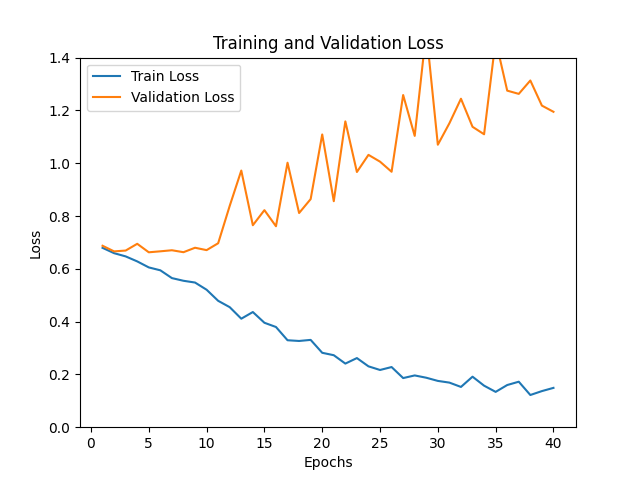 Training and Validation Loss
Train Loss
Validation Loss
1.4
1.2
1.0
0.8
0.6
0.4
0.2
0.0
Loss
0 5 10 15 20 25 30 35 40
Epochs